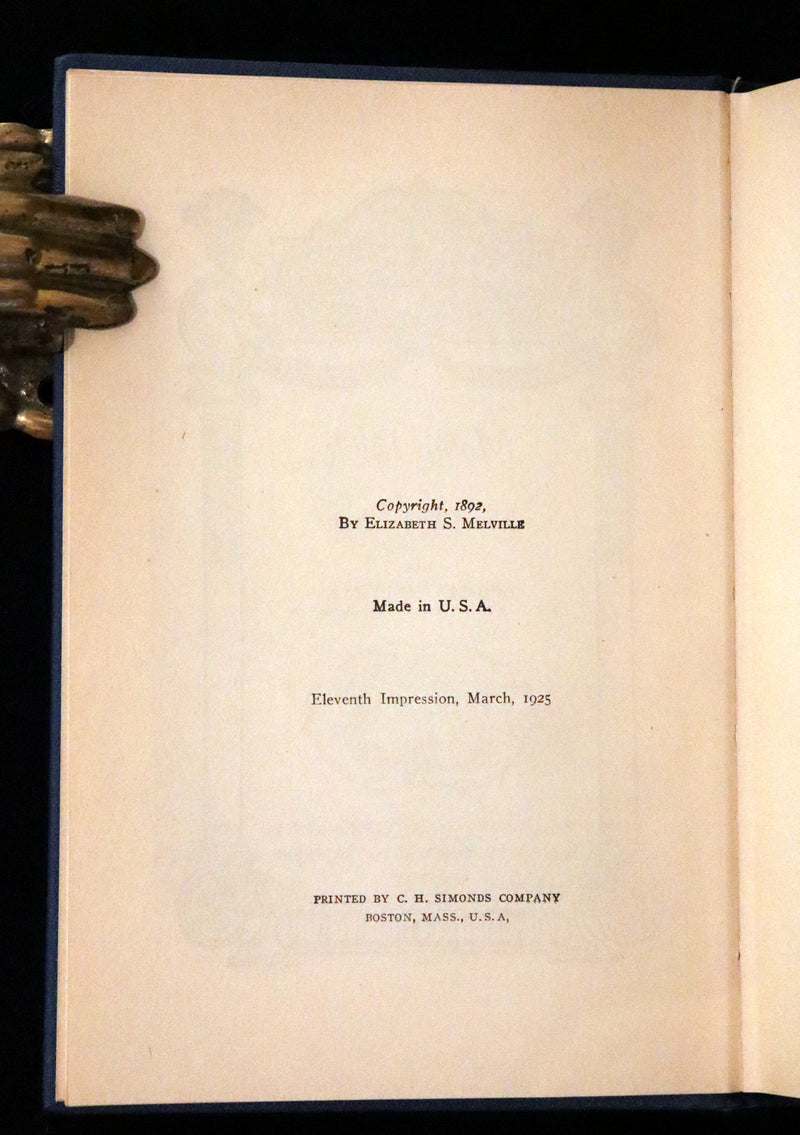 Copyright, 1892,
By Elizabeth S. Melville
Made in U. S. A.
Eleventh Impression, March, 1925
PRINTED BY C. H. SIMONDS COMPANY
BOSTON, MASS., U. S. A,